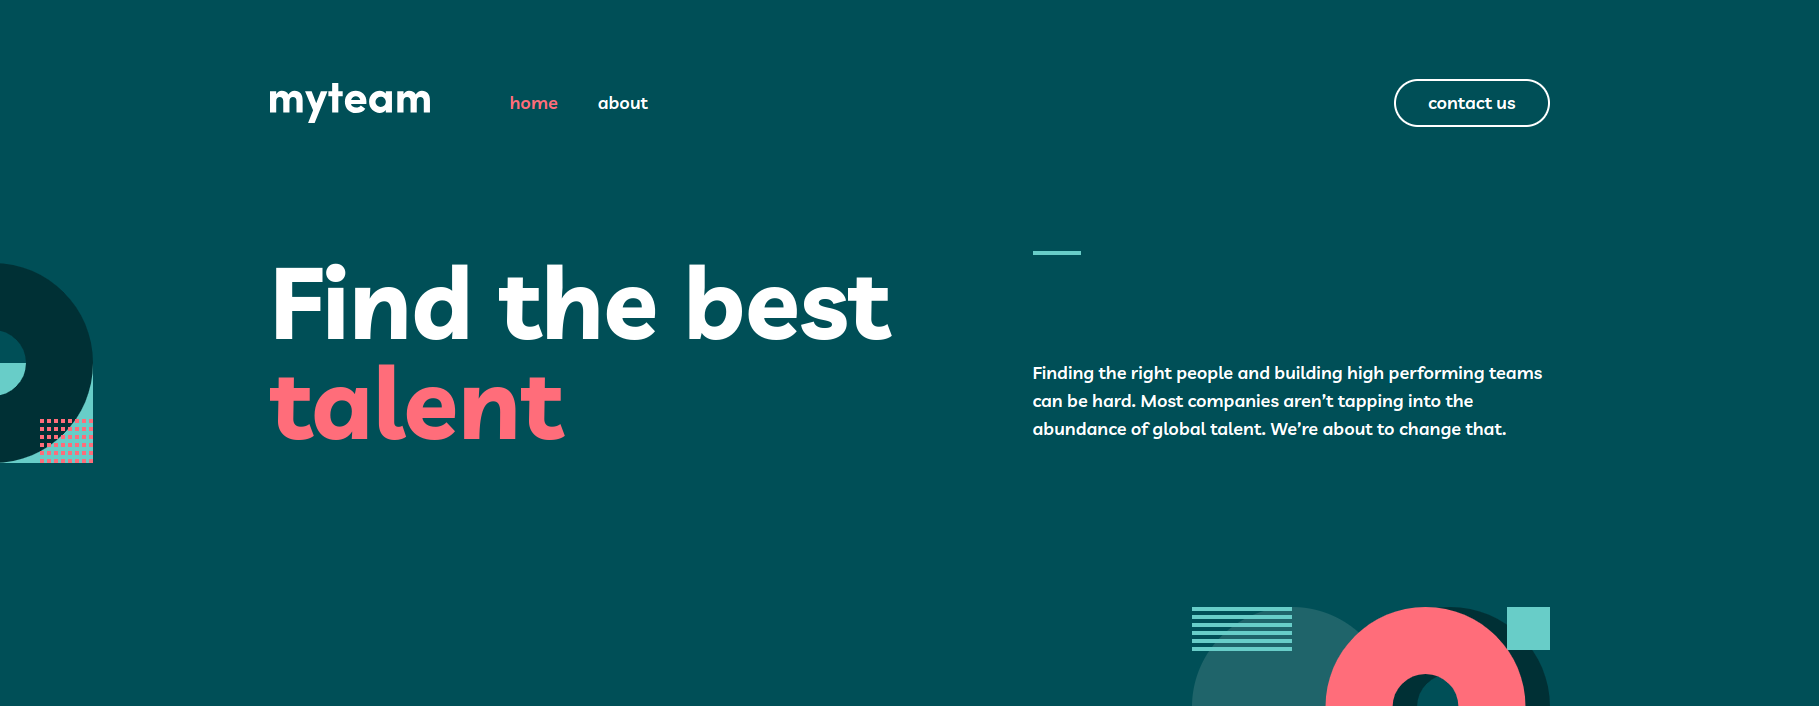 myteam
home
about
contact us
Find the best
talent
Finding the right people and building high performing teams
can be hard. Most companies aren’t tapping into the
abundance of global talent. We’re about to change that.